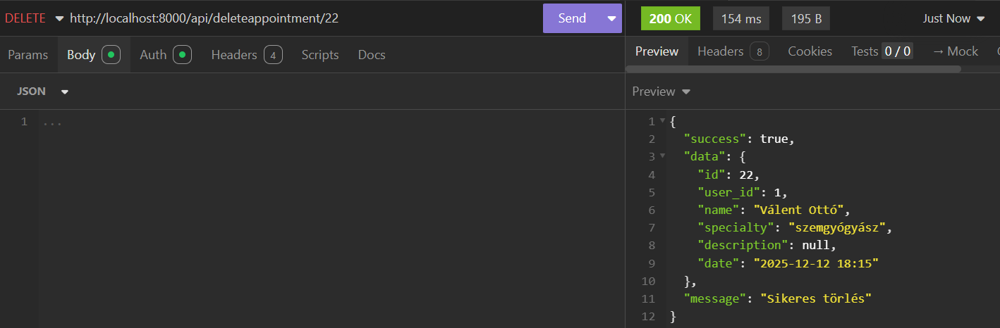 DELETE http://localhost:8000/api/deleteappointment/22 Send
Params Body Auth Headers 4 Scripts Docs
JSON
1 ...
200 OK 154 ms 195 B Just Now
Preview Headers 8 Cookies Tests 0 / 0 → Mock
Preview
1 {
2 "success": true,
3 "data": {
4 "id": 22,
5 "user_id": 1,
6 "name": "Válent Ottó",
7 "specialty": "szemgyógyász",
8 "description": null,
9 "date": "2025-12-12 18:15"
10 },
11 "message": "Sikeres törlés"
12 }